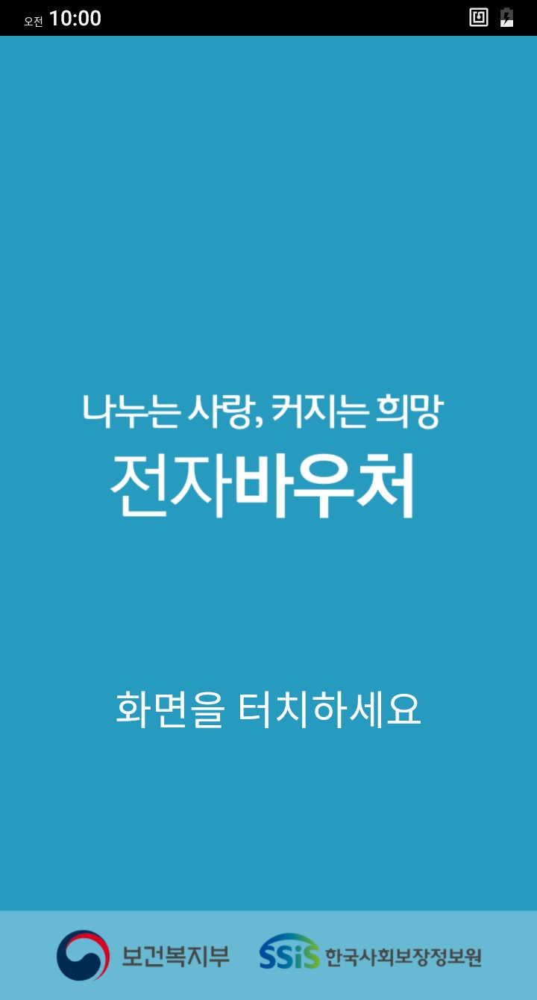 오전 10:00
나누는 사랑, 커지는 희망
전자바우처
화면을 터치하세요
보건복지부 SSiS 한국사회보장정보원